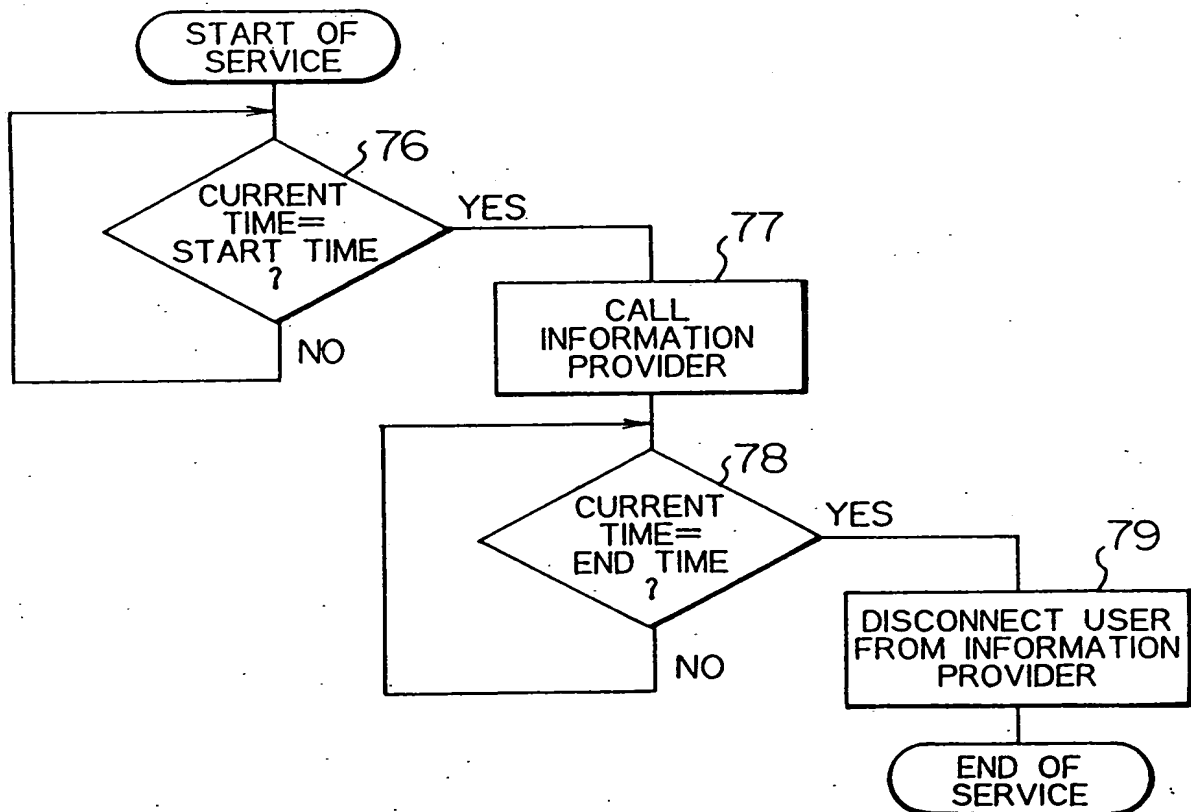 START OF
SERVICE
76
CURRENT
TIME=
START TIME
?
YES
NO
77
CALL
INFORMATION
PROVIDER
78
CURRENT
TIME=
END TIME
?
YES
NO
79
DISCONNECT USER
FROM INFORMATION
PROVIDER
END OF
SERVICE